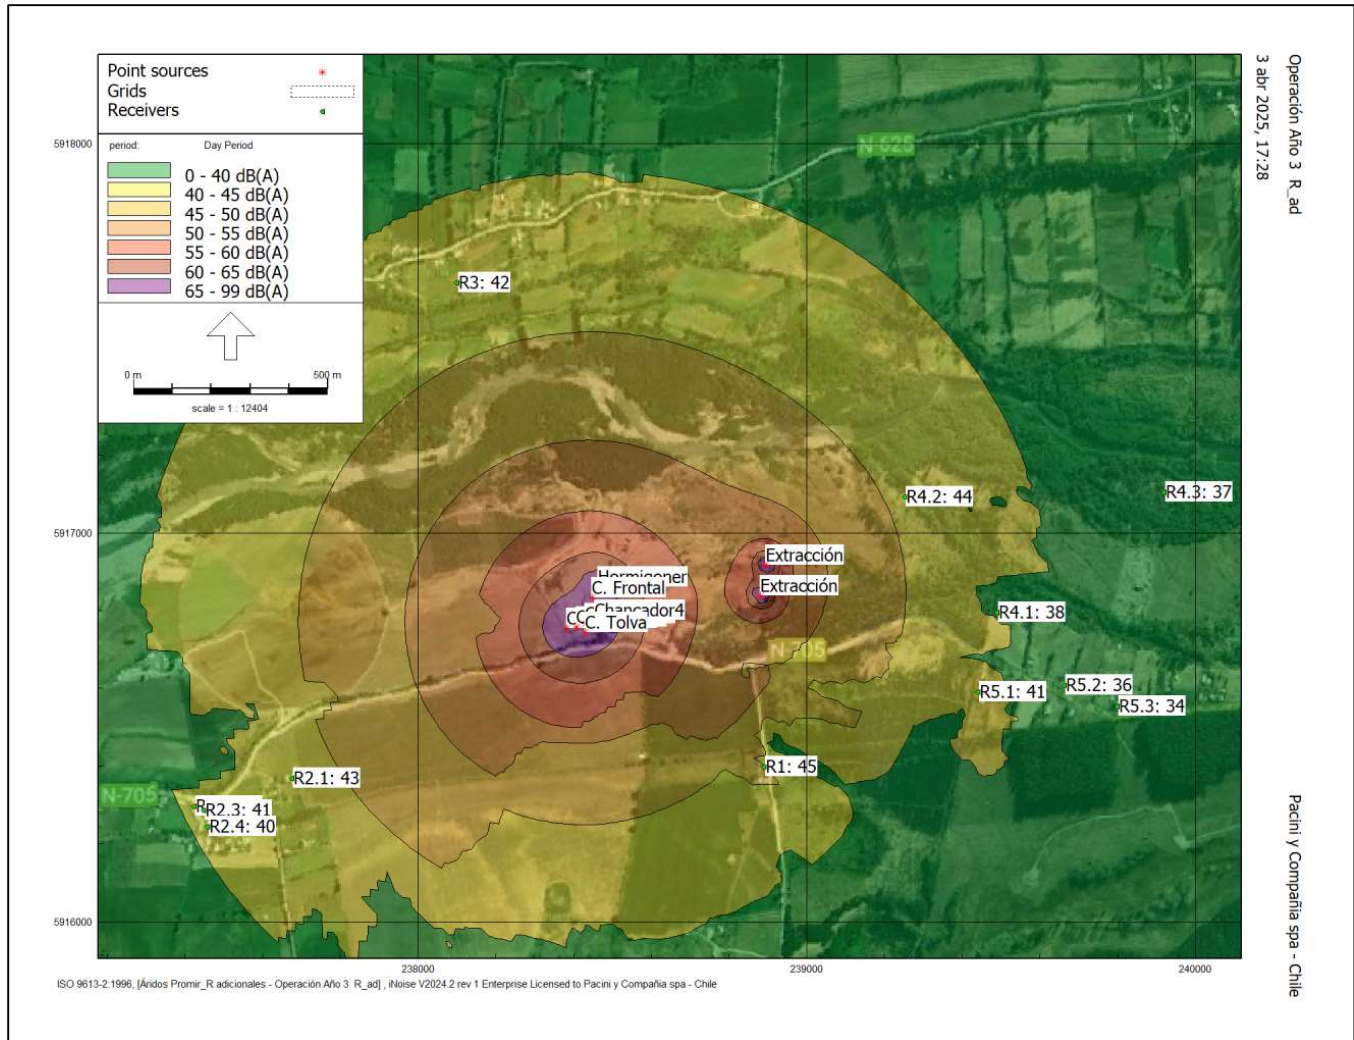 Point sources
Grids
Receivers
period: Day Period
0 - 40 dB(A)
40 - 45 dB(A)
45 - 50 dB(A)
50 - 55 dB(A)
55 - 60 dB(A)
60 - 65 dB(A)
65 - 99 dB(A)
0 m 500 m
scale = 1 : 12404
Operación Año 3 R_ad
3 abr 2025, 17:28
5918000
N-625
R3: 42
R4.2: 44
R4.3: 37
5917000
Extracción
Extracción
Hormigoner
C. Frontal
Chancador4
C. Tolva
R4.1: 38
N-705
R5.1: 41
R5.2: 36
R5.3: 34
R1: 45
R2.1: 43
N-705
R2.3: 41
R2.4: 40
5916000
238000
239000
240000
Pacini y Compañia spa - Chile
ISO 9613-2:1996, [Áridos Promir_R adicionales - Operación Año 3 R_ad] , iNoise V2024.2 rev 1 Enterprise Licensed to Pacini y Compañia spa - Chile